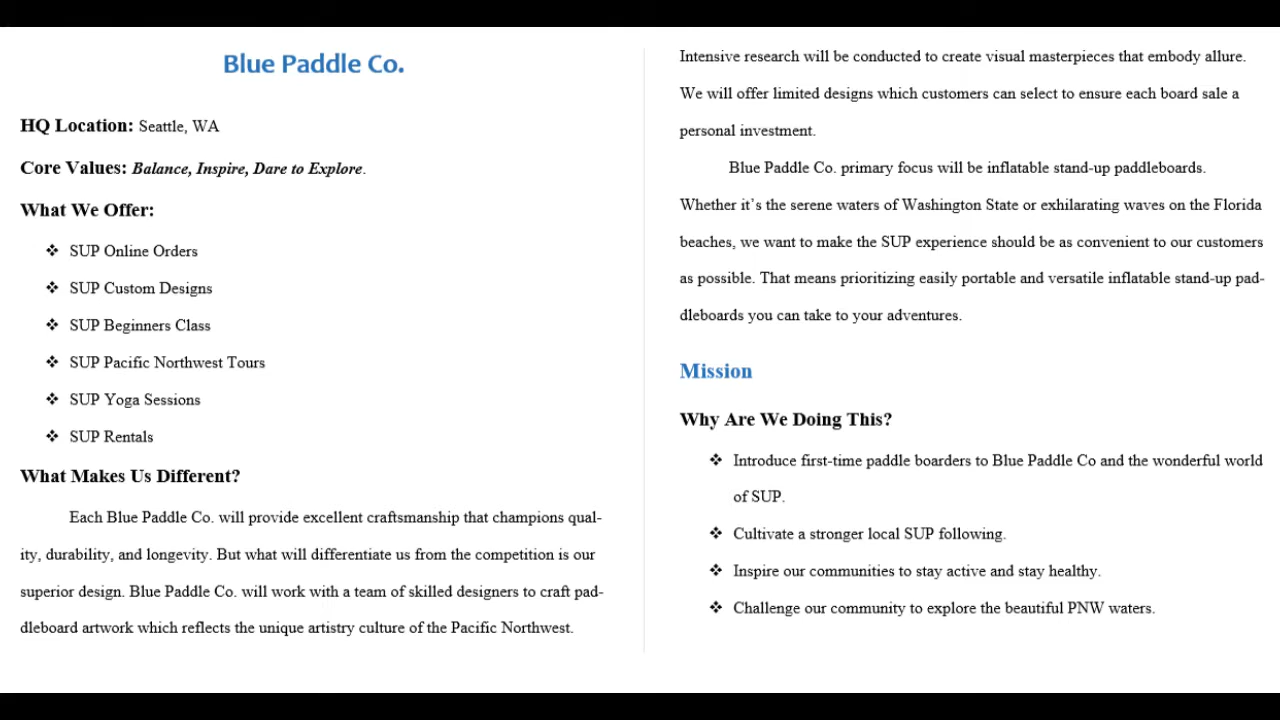 Blue Paddle Co.
HQ Location: Seattle, WA
Core Values: Balance, Inspire, Dare to Explore.
What We Offer:
❖ SUP Online Orders
❖ SUP Custom Designs
❖ SUP Beginners Class
❖ SUP Pacific Northwest Tours
❖ SUP Yoga Sessions
❖ SUP Rentals
What Makes Us Different?
Each Blue Paddle Co. will provide excellent craftsmanship that champions qual-
ity, durability, and longevity. But what will differentiate us from the competition is our
superior design. Blue Paddle Co. will work with a team of skilled designers to craft pad-
dleboard artwork which reflects the unique artistry culture of the Pacific Northwest.
Intensive research will be conducted to create visual masterpieces that embody allure.
We will offer limited designs which customers can select to ensure each board sale a
personal investment.
Blue Paddle Co. primary focus will be inflatable stand-up paddleboards.
Whether it’s the serene waters of Washington State or exhilarating waves on the Florida
beaches, we want to make the SUP experience should be as convenient to our customers
as possible. That means prioritizing easily portable and versatile inflatable stand-up pad-
dleboards you can take to your adventures.
Mission
Why Are We Doing This?
❖ Introduce first-time paddle boarders to Blue Paddle Co and the wonderful world
of SUP.
❖ Cultivate a stronger local SUP following.
❖ Inspire our communities to stay active and stay healthy.
❖ Challenge our community to explore the beautiful PNW waters.